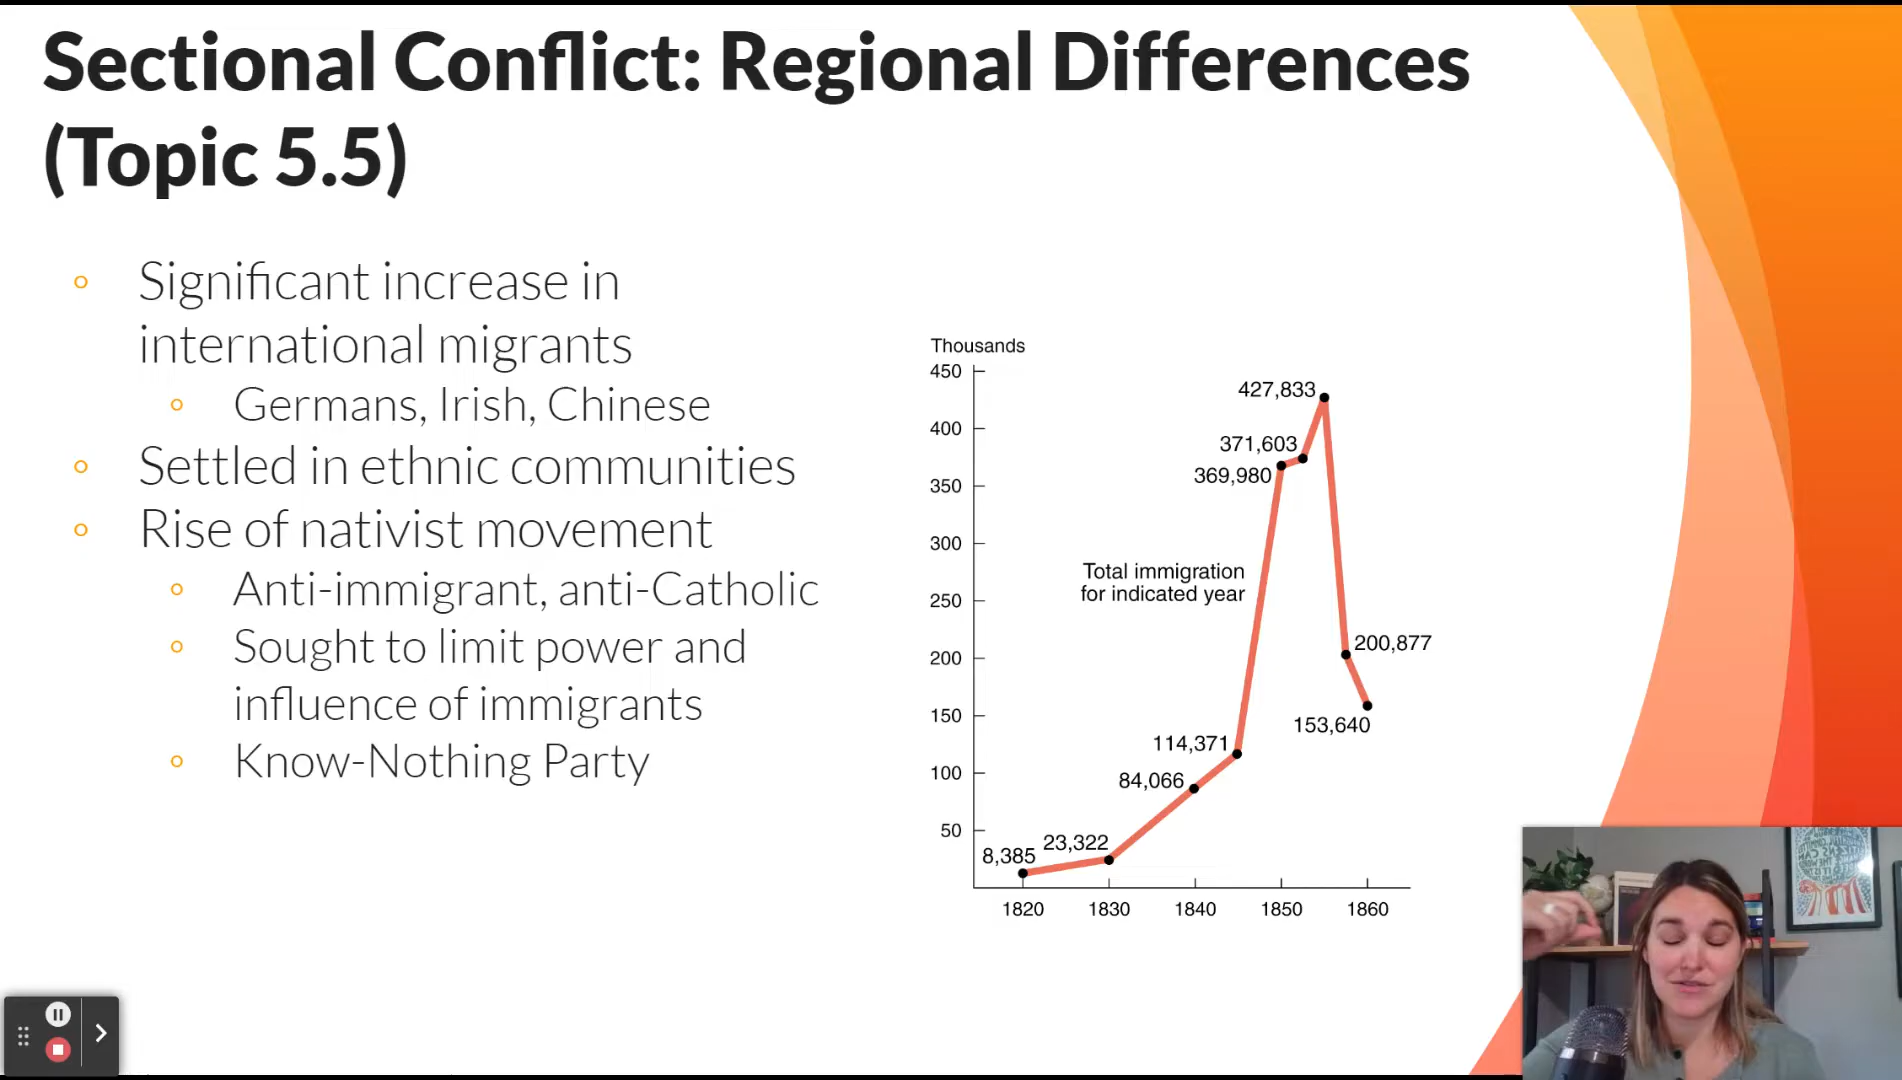 Sectional Conflict: Regional Differences
(Topic 5.5)
Significant increase in
international migrants
Germans, Irish, Chinese
Settled in ethnic communities
Rise of nativist movement
Anti-immigrant, anti-Catholic
Sought to limit power and
influence of immigrants
Know-Nothing Party
Thousands
450
400
350
300
250
200
150
100
50
427,833
371,603
369,980
Total immigration
for indicated year
200,877
153,640
114,371
84,066
23,322
8,385
1820 1830 1840 1850 1860